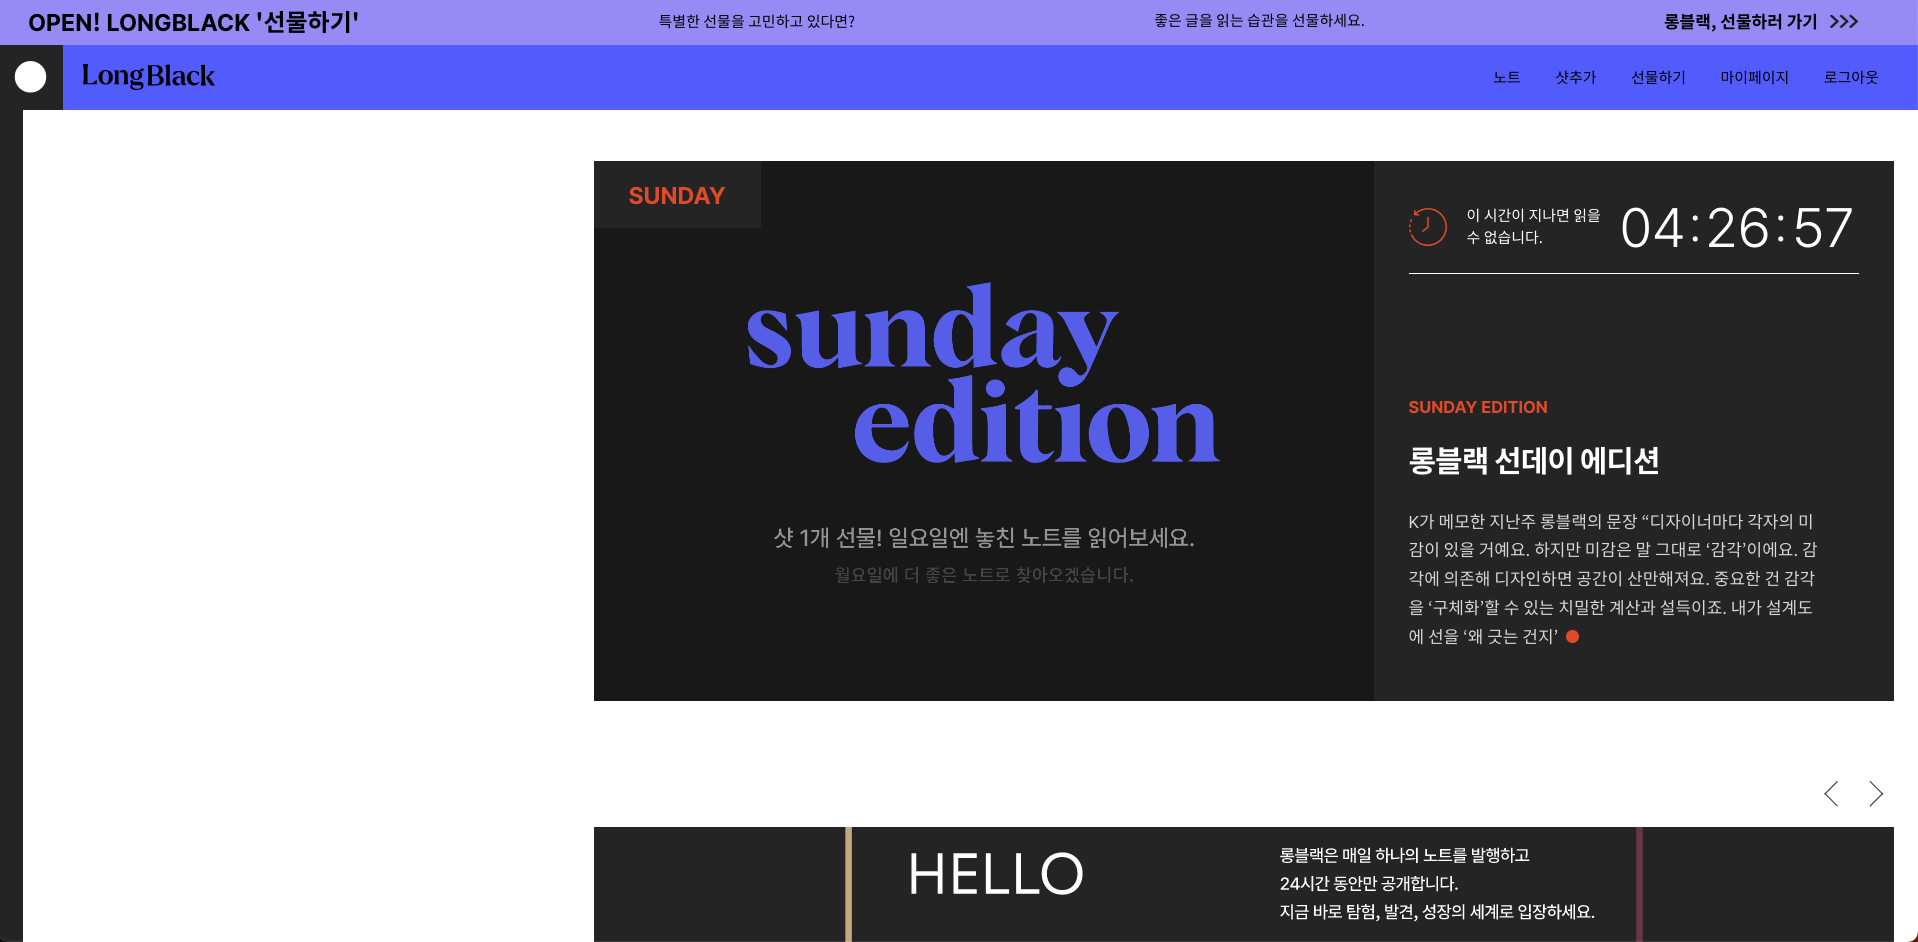 OPEN! LONGBLACK '선물하기'
특별한 선물을 고민하고 있다면?
좋은 글을 읽는 습관을 선물하세요.
롱블랙, 선물하러 가기 >>>
LongBlack
노트
샷추가
선물하기
마이페이지
로그아웃
SUNDAY
sunday
edition
샷 1개 선물! 일요일엔 놓친 노트를 읽어보세요.
월요일에 더 좋은 노트로 찾아오겠습니다.
이 시간이 지나면 읽을
수 없습니다.
04:26:57
SUNDAY EDITION
롱블랙 선데이 에디션
K가 메모한 지난주 롱블랙의 문장 “디자이너마다 각자의 미
감이 있을 거예요. 하지만 미감은 말 그대로 ‘감각’이에요. 감
각에 의존해 디자인하면 공간이 산만해져요. 중요한 건 감각
을 ‘구체화’할 수 있는 치밀한 계산과 설득이죠. 내가 설계도
에 선을 ‘왜 긋는 건지’
HELLO
롱블랙은 매일 하나의 노트를 발행하고
24시간 동안만 공개합니다.
지금 바로 탐험, 발견, 성장의 세계로 입장하세요.